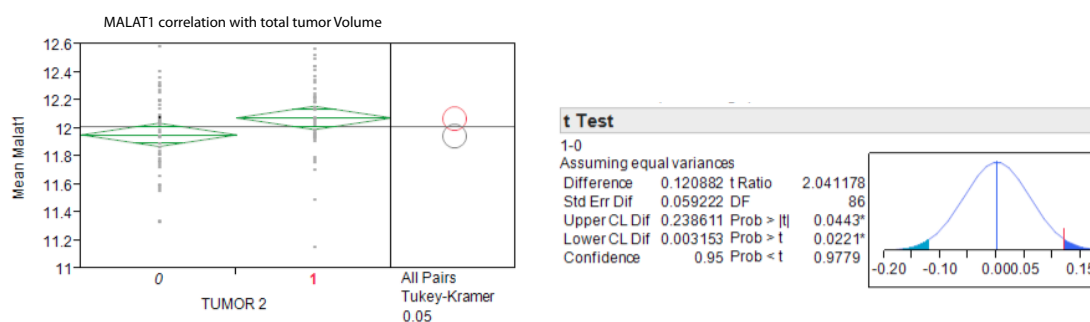 MALAT1 correlation with total tumor Volume
12.6
12.4
12.2
12
11.8
11.6
11.4
11.2
11
Mean Malat1
0
1
TUMOR 2
All Pairs
Tukey-Kramer
0.05
t Test
1-0
Assuming equal variances
Difference 0.120882 t Ratio 2.041178
Std Err Dif 0.059222 DF 86
Upper CL Dif 0.238611 Prob > |t| 0.0443*
Lower CL Dif 0.003153 Prob > t 0.0221*
Confidence 0.95 Prob < t 0.9779
-0.20 -0.10 0.000.05 0.15